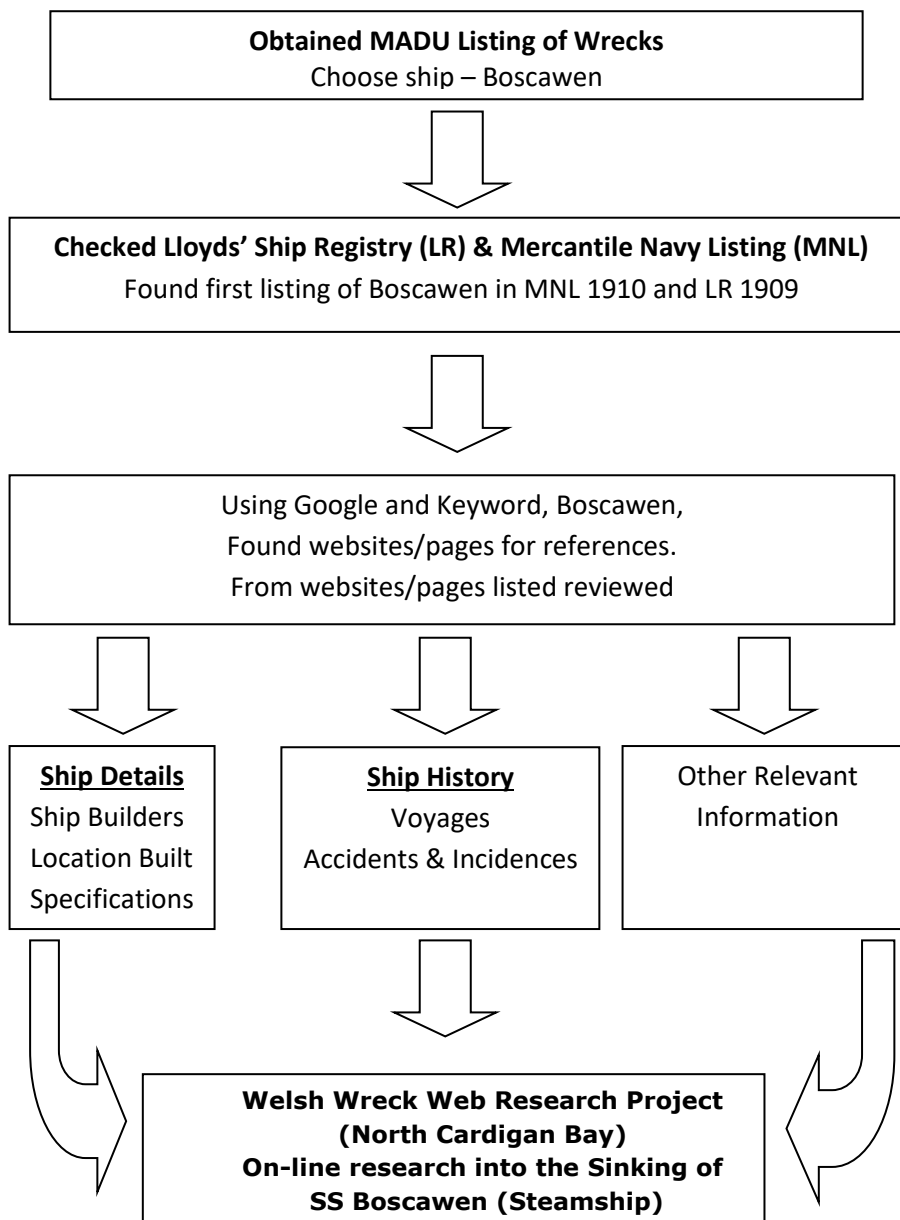 Obtained MADU Listing of Wrecks
Choose ship – Boscawen
Checked Lloyds’ Ship Registry (LR) & Mercantile Navy Listing (MNL)
Found first listing of Boscawen in MNL 1910 and LR 1909
Using Google and Keyword, Boscawen,
Found websites/pages for references.
From websites/pages listed reviewed
Ship Details
Ship Builders
Location Built
Specifications
Ship History
Voyages
Accidents & Incidences
Other Relevant
Information
Welsh Wreck Web Research Project
(North Cardigan Bay)
On-line research into the Sinking of
SS Boscawen (Steamship)